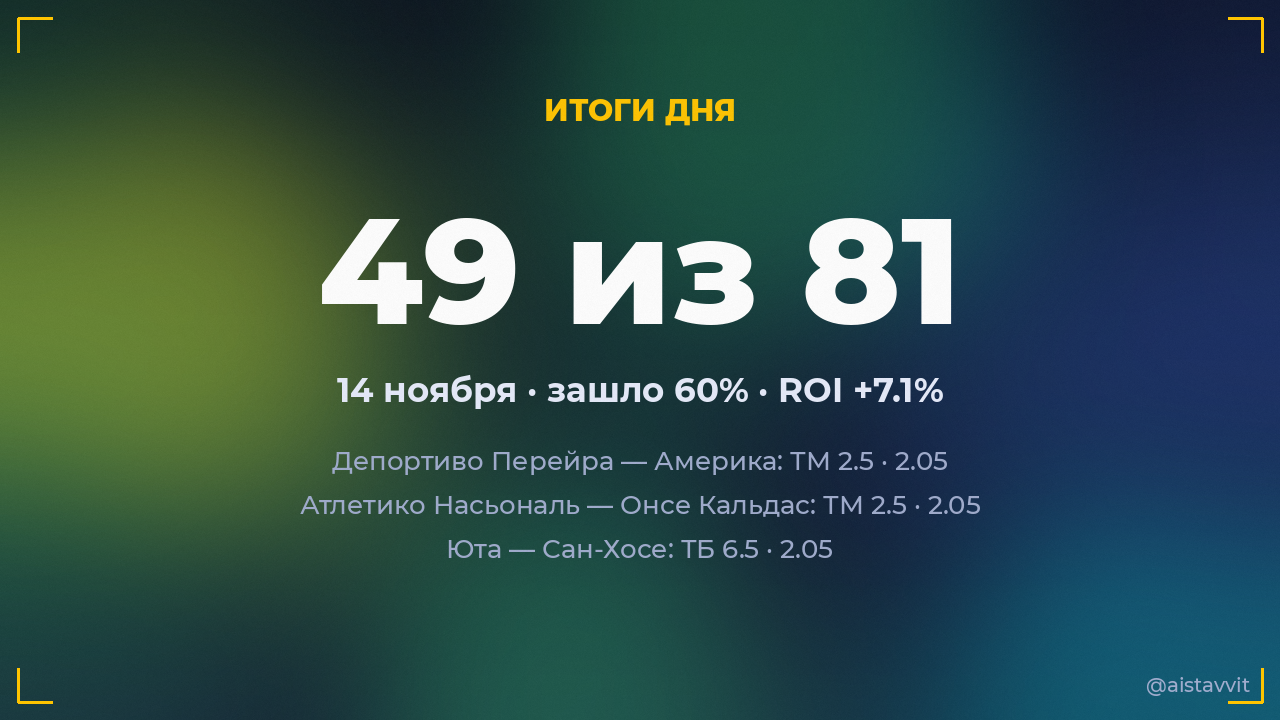 ИТОГИ ДНЯ
49 из 81
14 ноября · зашло 60% · ROI +7.1%
Депортиво Перейра — Америка: ТМ 2.5 · 2.05
Атлетико Насьональ — Онсе Кальдас: ТМ 2.5 · 2.05
Юта — Сан-Хосе: ТБ 6.5 · 2.05
@aistavvit